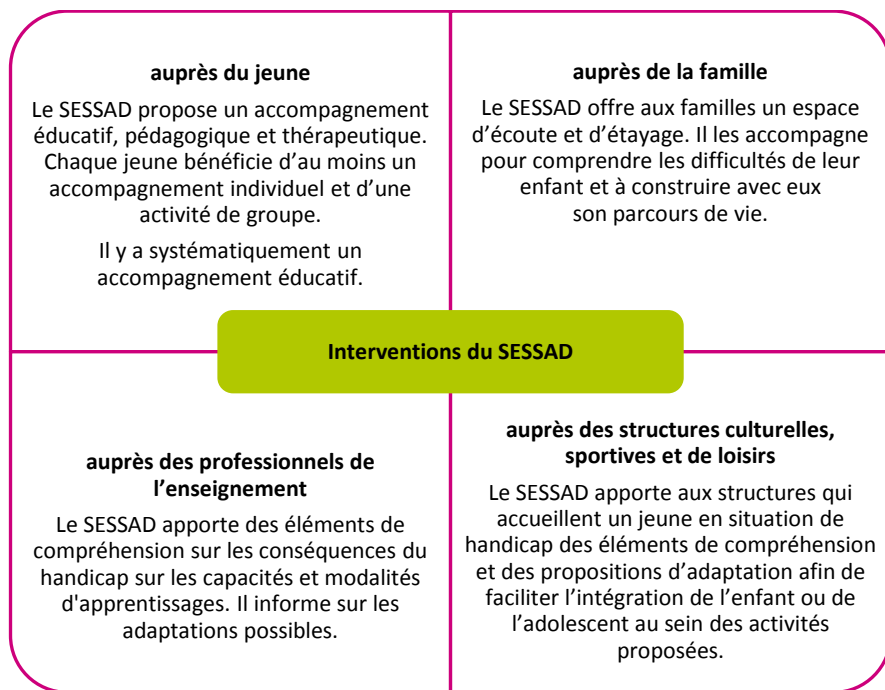 auprès du jeune
Le SESSAD propose un accompagnement
éducatif, pédagogique et thérapeutique.
Chaque jeune bénéficie d’au moins un
accompagnement individuel et d’une
activité de groupe.
Il y a systématiquement un
accompagnement éducatif.
auprès de la famille
Le SESSAD offre aux familles un espace
d’écoute et d’étayage. Il les accompagne
pour comprendre les difficultés de leur
enfant et à construire avec eux
son parcours de vie.
Interventions du SESSAD
auprès des professionnels de
l’enseignement
Le SESSAD apporte des éléments de
compréhension sur les conséquences du
handicap sur les capacités et modalités
d'apprentissages. Il informe sur les
adaptations possibles.
auprès des structures culturelles,
sportives et de loisirs
Le SESSAD apporte aux structures qui
accueillent un jeune en situation de
handicap des éléments de compréhension
et des propositions d’adaptation afin de
faciliter l’intégration de l’enfant ou de
l’adolescent au sein des activités
proposées.